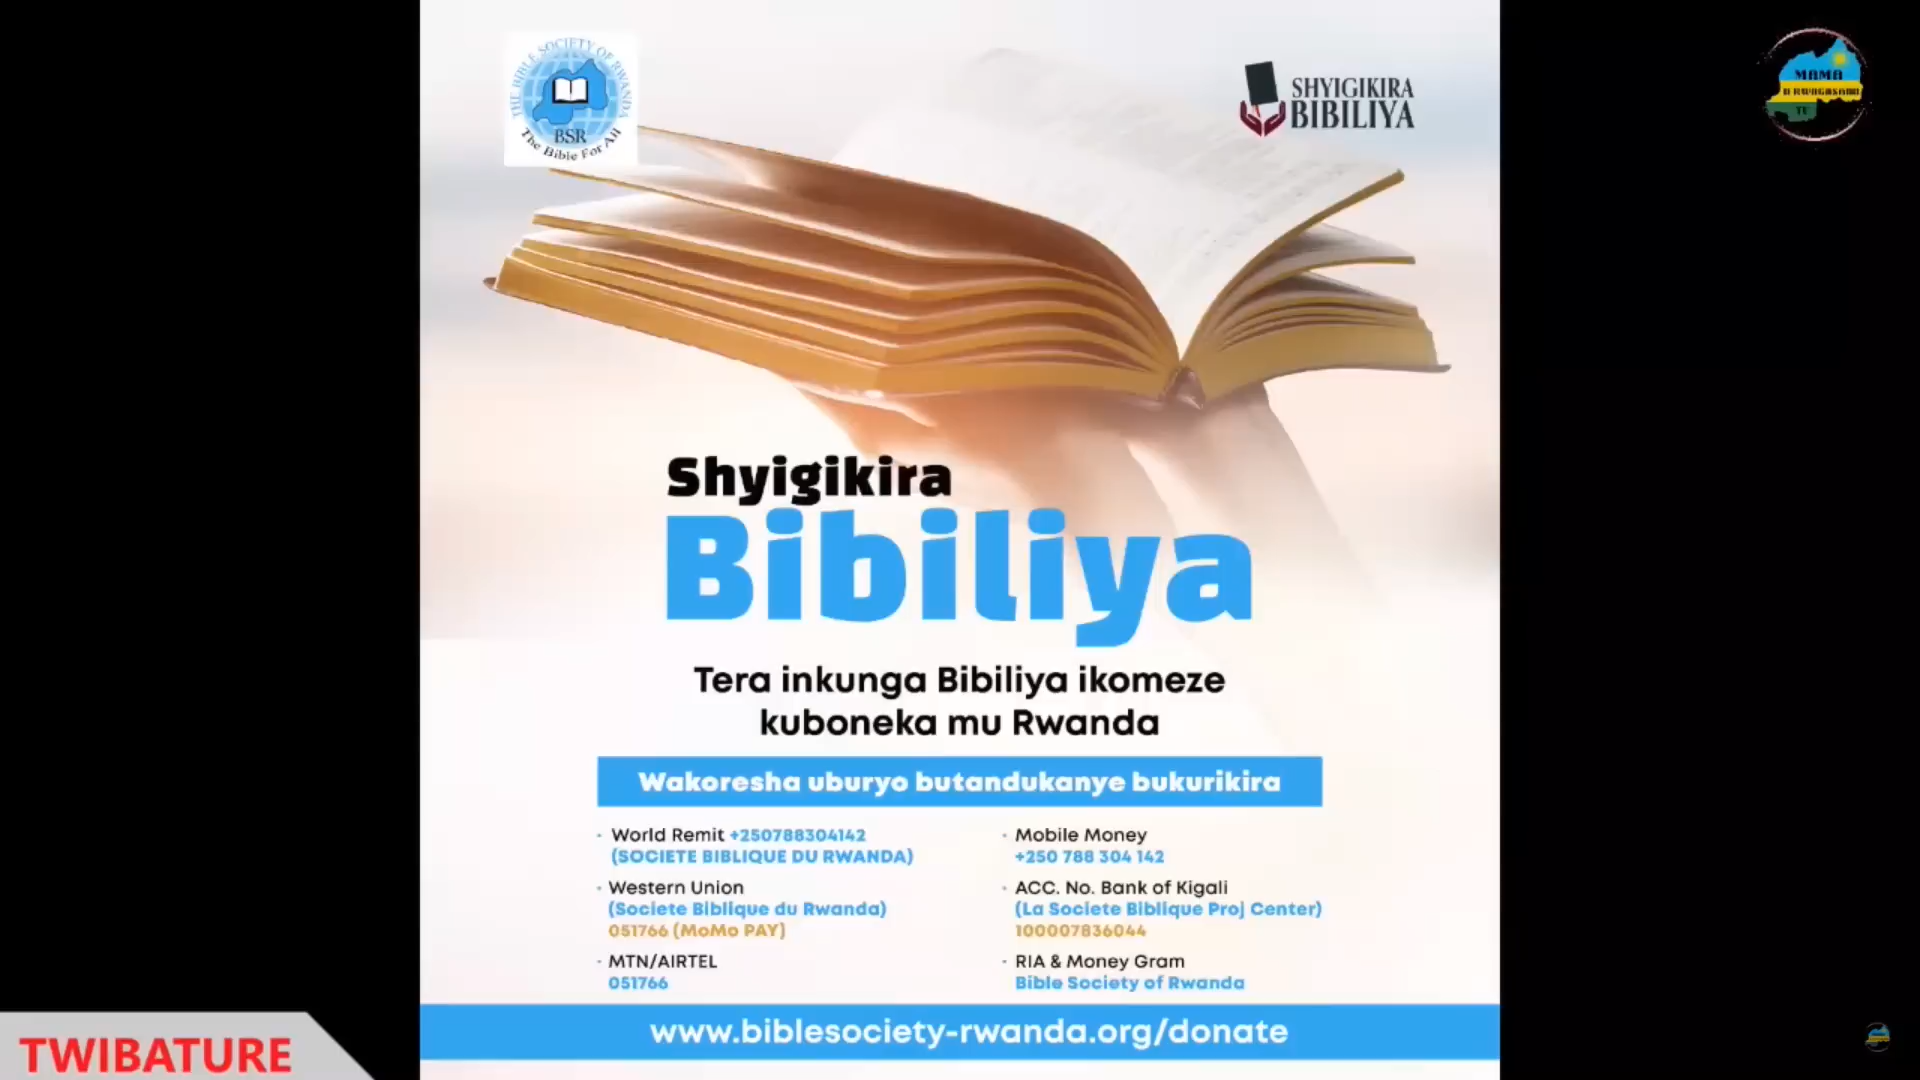 THE BIBLE SOCIETY OF RWANDA
BSR
The Bible For All
SHYIGIKIRA
BIBILIYA
MAMA
TV
Shyigikira
Bibiliya
Tera inkunga Bibiliya ikomeze
kuboneka mu Rwanda
Wakoresha uburyo butandukanye bukurikira
· World Remit +250788304142
(SOCIETE BIBLIQUE DU RWANDA)
· Western Union
(Societe Biblique du Rwanda)
051766 (MoMo PAY)
· MTN/AIRTEL
051766
· Mobile Money
+250 788 304 142
· ACC. No. Bank of Kigali
(La Societe Biblique Proj Center)
100007836044
· RIA & Money Gram
Bible Society of Rwanda
www.biblesociety-rwanda.org/donate
TWIBATURE